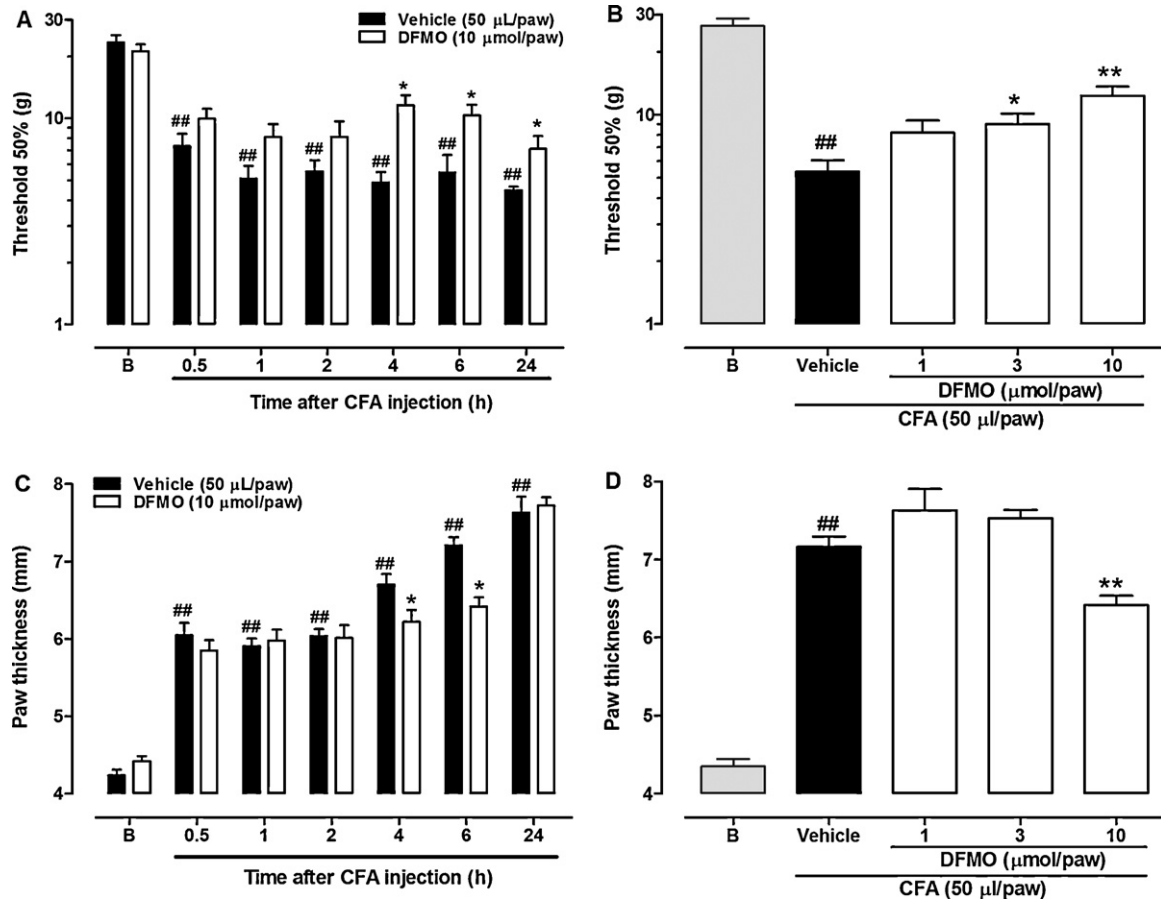 A
Vehicle (50 μL/paw)
DFMO (10 μmol/paw)
Threshold 50% (g)
30
10
1
##
##
##
##
*
##
*
##
*
B 0.5 1 2 4 6 24
Time after CFA injection (h)
B
Threshold 50% (g)
30
10
1
##
*
**
B Vehicle 1 3 10
DFMO (μmol/paw)
CFA (50 μl/paw)
C
Vehicle (50 μL/paw)
DFMO (10 μmol/paw)
Paw thickness (mm)
8
7
6
5
4
##
##
##
##
*
##
*
##
B 0.5 1 2 4 6 24
Time after CFA injection (h)
D
Paw thickness (mm)
8
7
6
5
4
##
**
B Vehicle 1 3 10
DFMO (μmol/paw)
CFA (50 μl/paw)